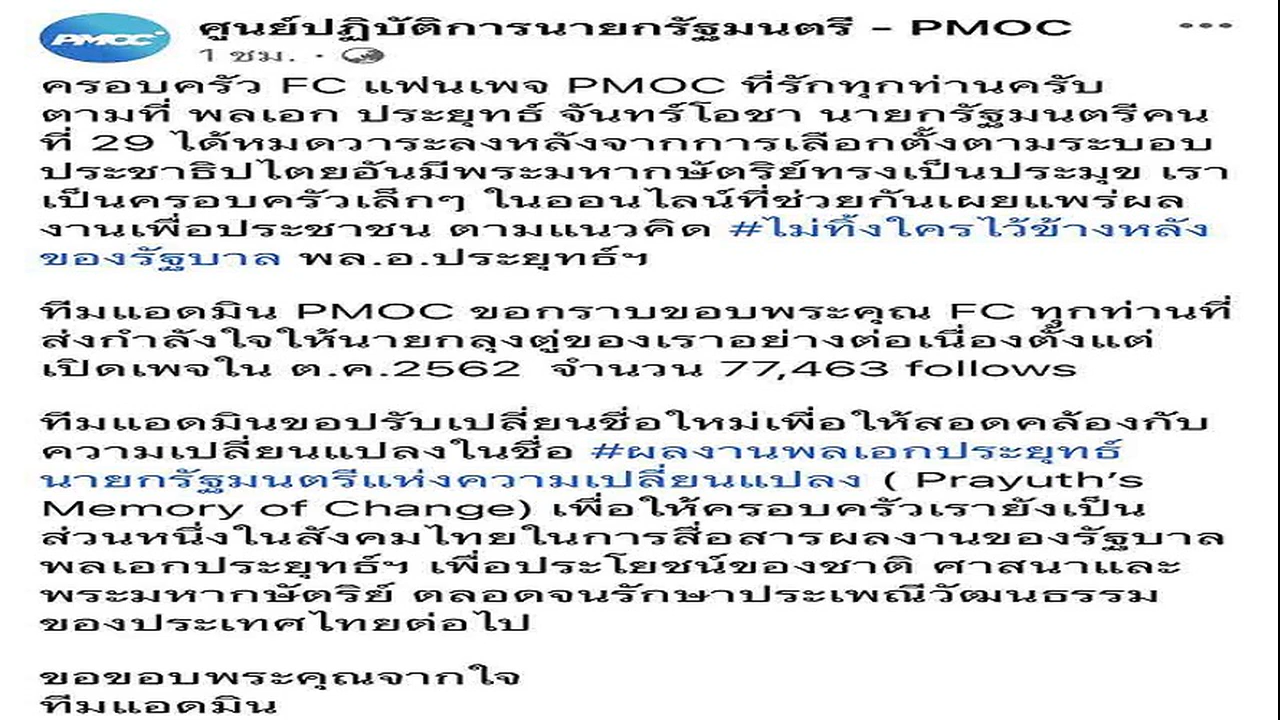 PMOC
ศูนย์ปฏิบัติการนายกรัฐมนตรี - PMOC
1 ชม. ·
ครอบครัว FC แฟนเพจ PMOC ที่รักทุกท่านครับ
ตามที่ พลเอก ประยุทธ์ จันทร์โอชา นายกรัฐมนตรีคน
ที่ 29 ได้หมดวาระลงหลังจากการเลือกตั้งตามระบอบ
ประชาธิปไตยอันมีพระมหากษัตริย์ทรงเป็นประมุข เรา
เป็นครอบครัวเล็กๆ ในออนไลน์ที่ช่วยกันเผยแพร่ผล
งานเพื่อประชาชน ตามแนวคิด #ไม่ทิ้งใครไว้ข้างหลัง
ของรัฐบาล พล.อ.ประยุทธ์ฯ
ทีมแอดมิน PMOC ขอกราบขอบพระคุณ FC ทุกท่านที่
ส่งกำลังใจให้นายกลุงตู่ของเราอย่างต่อเนื่องตั้งแต่
เปิดเพจใน ต.ค.2562 จำนวน 77,463 follows
ทีมแอดมินขอปรับเปลี่ยนชื่อใหม่เพื่อให้สอดคล้องกับ
ความเปลี่ยนแปลงในชื่อ #ผลงานพลเอกประยุทธ์
นายกรัฐมนตรีแห่งความเปลี่ยนแปลง ( Prayuth's
Memory of Change) เพื่อให้ครอบครัวเรายังเป็น
ส่วนหนึ่งในสังคมไทยในการสื่อสารผลงานของรัฐบาล
พลเอกประยุทธ์ฯ เพื่อประโยชน์ของชาติ ศาสนาและ
พระมหากษัตริย์ ตลอดจนรักษาประเพณีวัฒนธรรม
ของประเทศไทยต่อไป
ขอขอบพระคุณจากใจ
ทีมแอดมิน